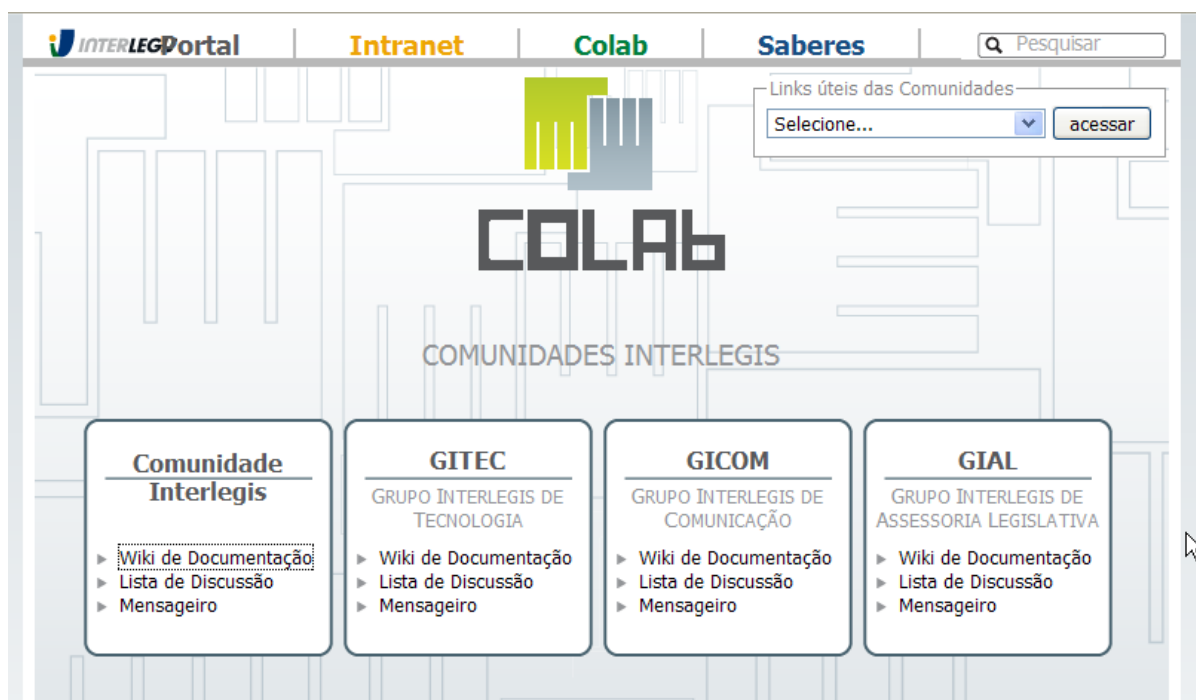 INTERLEGIS Portal Intranet Colab Saberes Pesquisar
Links úteis das Comunidades
Selecione... acessar
COLAb
COMUNIDADES INTERLEGIS
Comunidade
Interlegis
Wiki de Documentação
Lista de Discussão
Mensageiro
GITEC
GRUPO INTERLEGIS DE
TECNOLOGIA
Wiki de Documentação
Lista de Discussão
Mensageiro
GICOM
GRUPO INTERLEGIS DE
COMUNICAÇÃO
Wiki de Documentação
Lista de Discussão
Mensageiro
GIAL
GRUPO INTERLEGIS DE
ASSESSORIA LEGISLATIVA
Wiki de Documentação
Lista de Discussão
Mensageiro